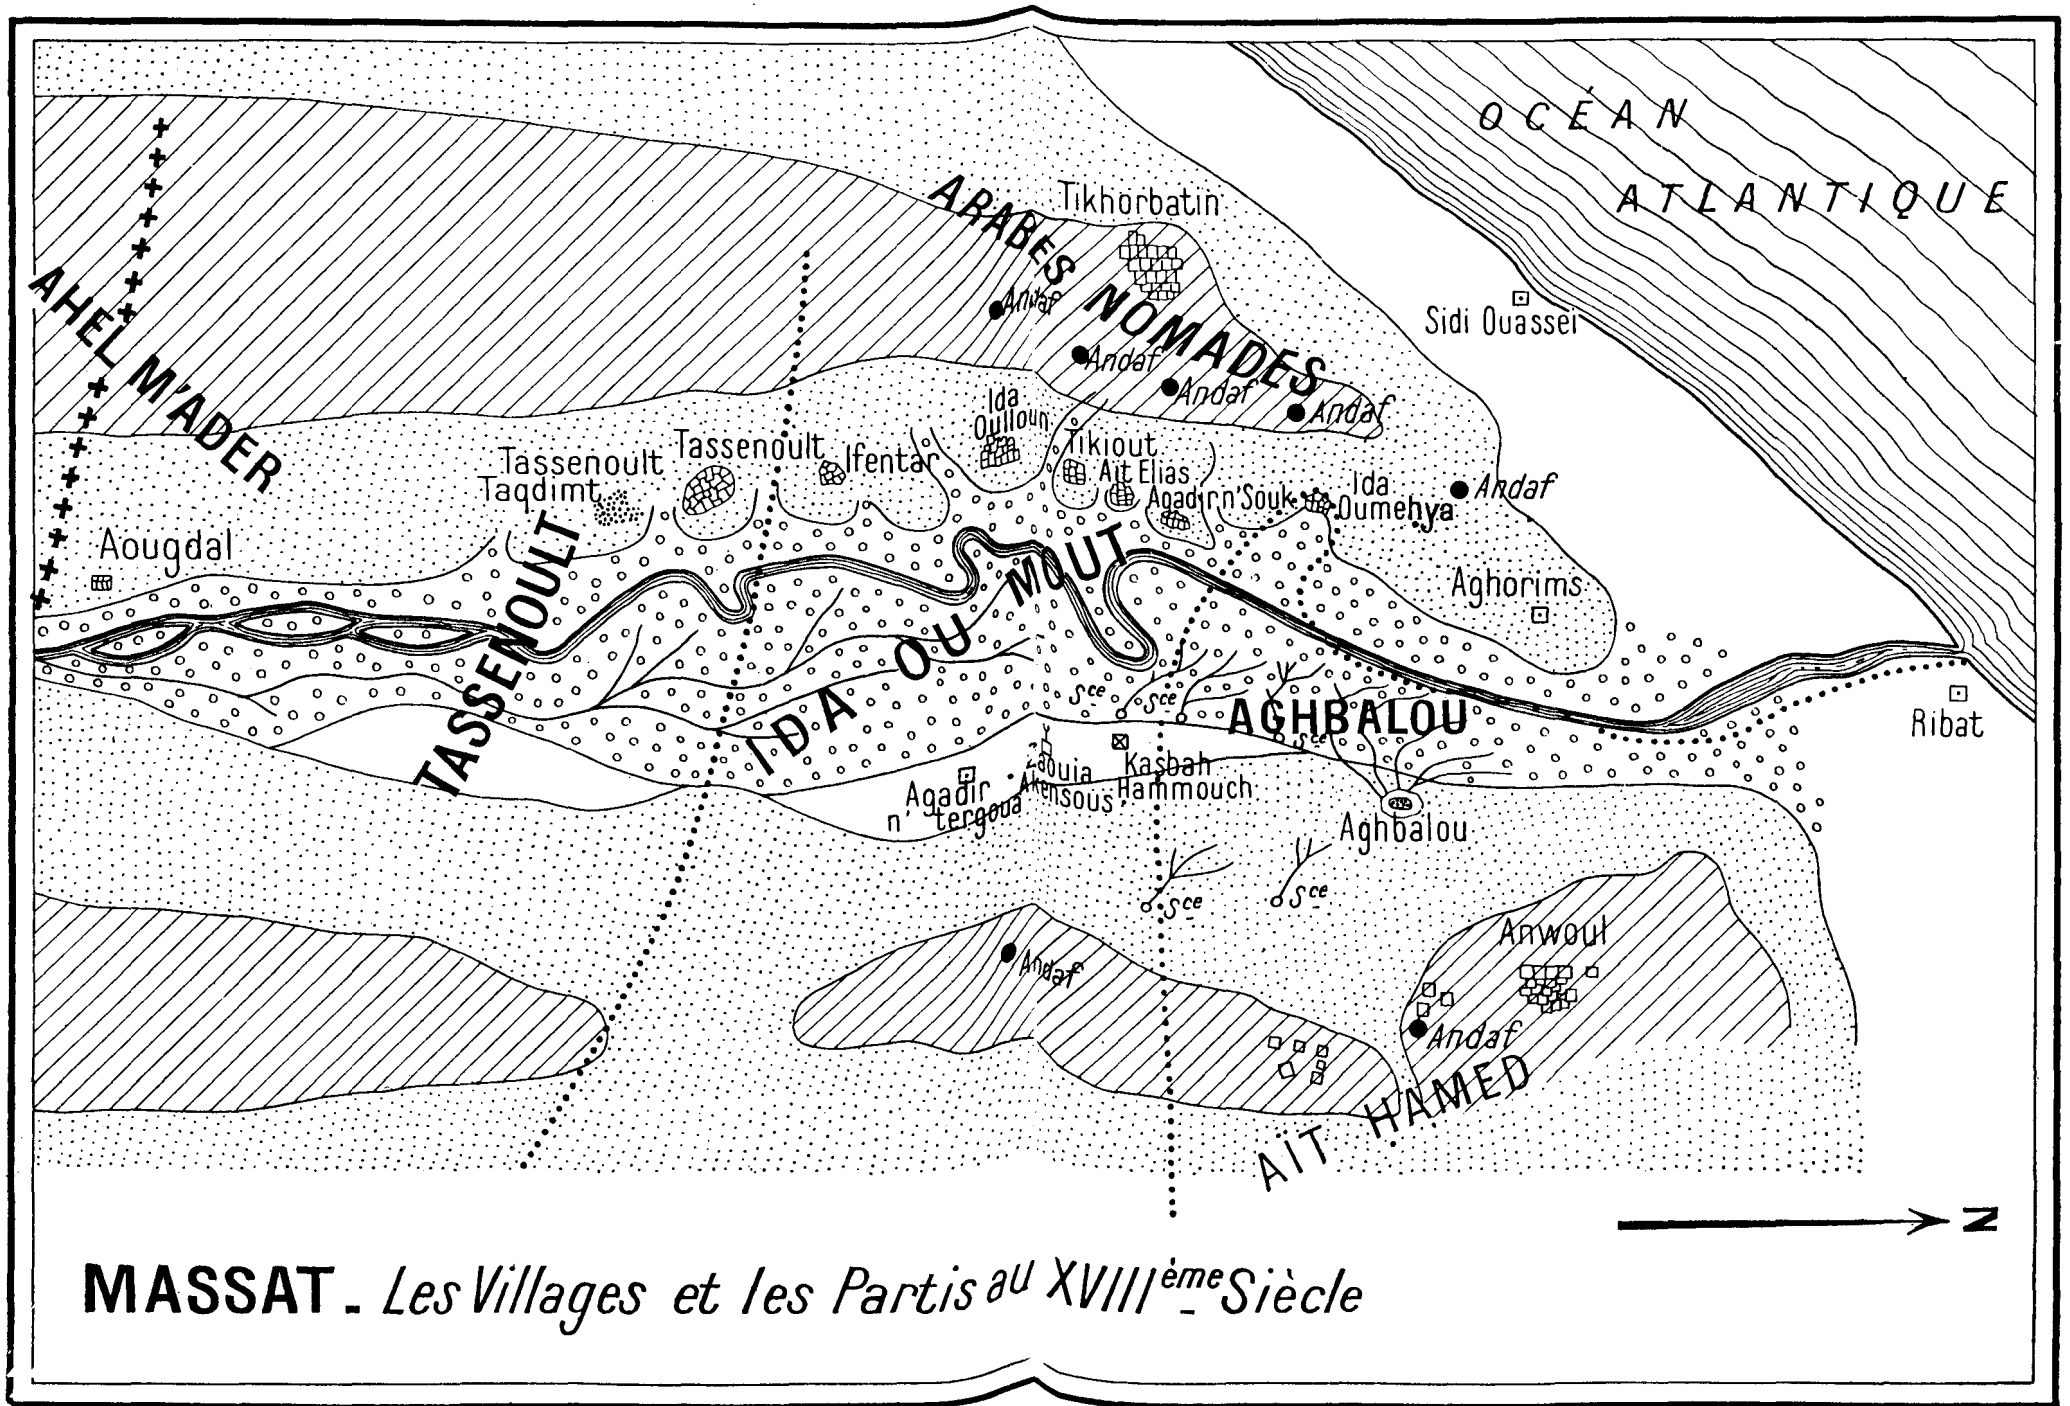 OCÉAN
ATLANTIQUE
ARABES NOMADES
Tikhorbatin
Andaf
Andaf
Andaf
Andaf
Sidi Ouasseï
AHEL M'ADER
Ida
Oulloun
Tassenoult
Tassenoult
Taqdimt
Ifentar
Tikiout
Ait Elias
Agadir n'Souk
Ida
Oumehya
Andaf
Aougdal
Aghorims
TASSENOULT
IDA OU MOUT
Sce
Sce
AGHBALOU
Sce
Ribat
Agadir
n' tergoua
Zaouia
Akensous
Kasbah
Hammouch
Aghbalou
Sce
Sce
Andaf
Anwoul
Andaf
AÏT HAMED
N
MASSAT. Les Villages et les Partis au XVIIIème Siècle